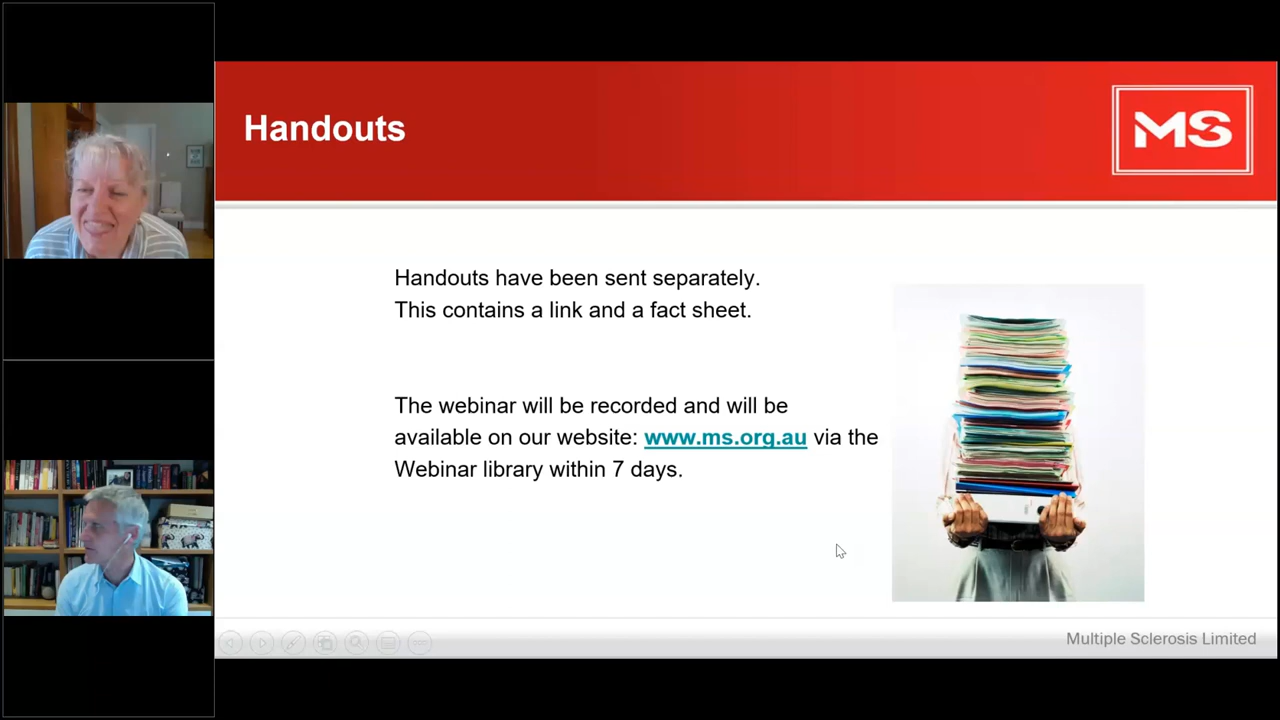 Handouts
MS
Handouts have been sent separately.
This contains a link and a fact sheet.
The webinar will be recorded and will be
available on our website: www.ms.org.au via the
Webinar library within 7 days.
Multiple Sclerosis Limited